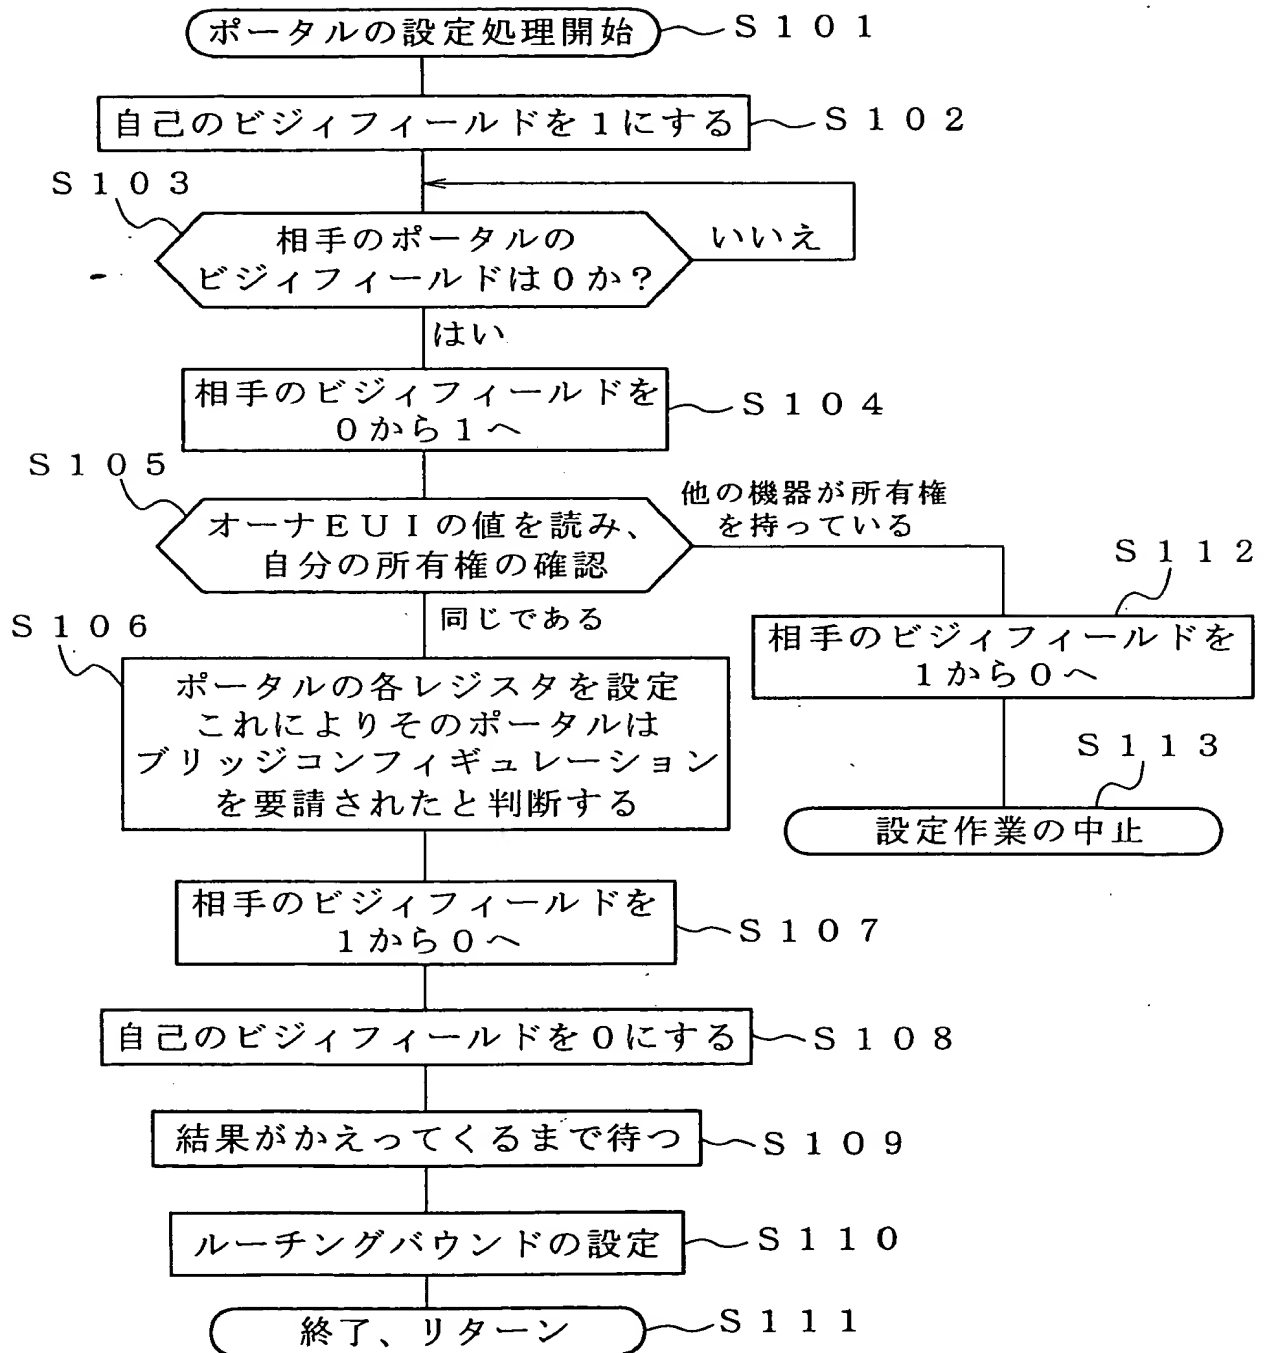 ポータルの設定処理開始
S101
自己のビジィフィールドを1にする
S102
S103
相手のポータルの
ビジィフィールドは0か?
いいえ
はい
相手のビジィフィールドを
0から1へ
S104
S105
オーナEUIの値を読み、
自分の所有権の確認
他の機器が所有権
を持っている
同じである
S112
相手のビジィフィールドを
1から0へ
S106
ポータルの各レジスタを設定
これによりそのポータルは
ブリッジコンフィギュレーション
を要請されたと判断する
S113
設定作業の中止
相手のビジィフィールドを
1から0へ
S107
自己のビジィフィールドを0にする
S108
結果がかえってくるまで待つ
S109
ルーチングバウンドの設定
S110
終了、リターン
S111